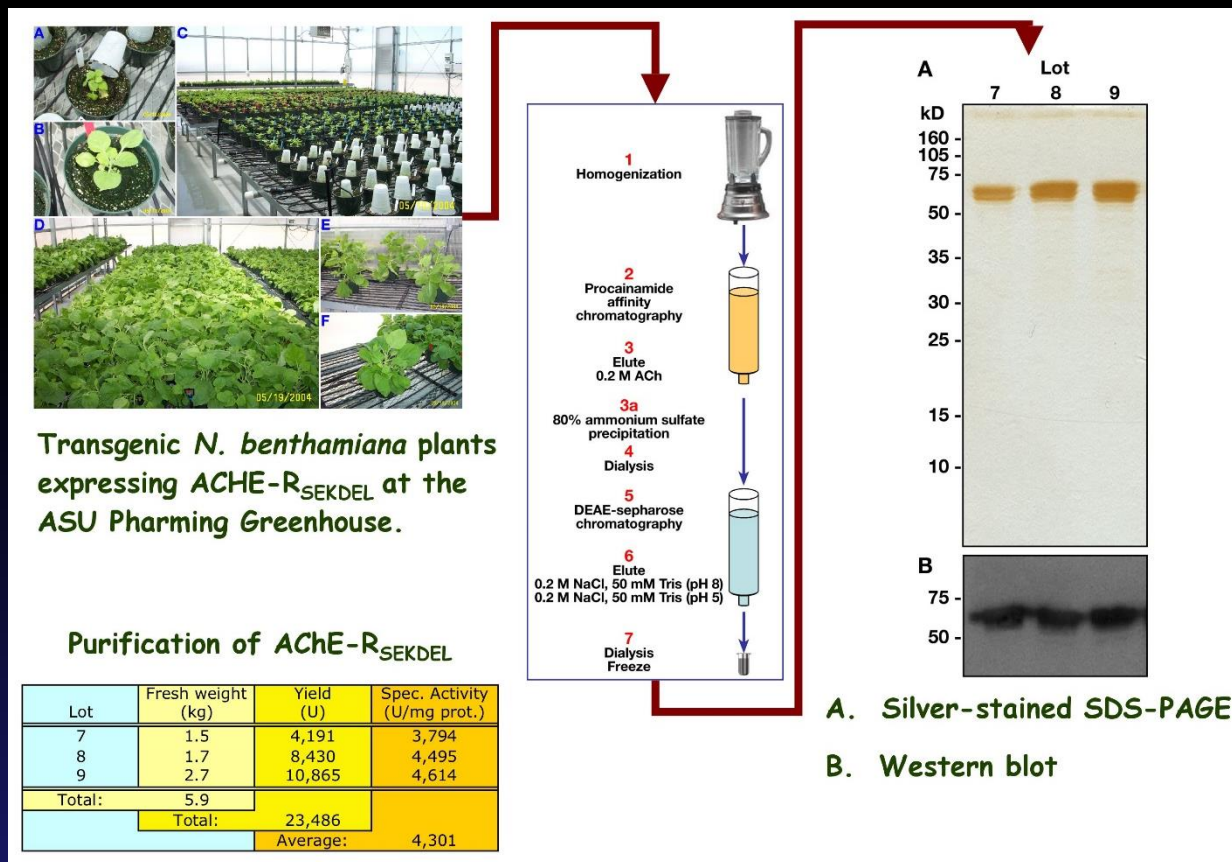 A
B
C
05/ /2004
D
05/19/2004
E
F
Transgenic N. benthamiana plants
expressing ACHE-RSEKDEL at the
ASU Pharming Greenhouse.
Purification of AChE-RSEKDEL
Lot
Fresh weight
(kg)
Yield
(U)
Spec. Activity
(U/mg prot.)
7 1.5 4,191 3,794
8 1.7 8,430 4,495
9 2.7 10,865 4,614
Total: 5.9
Total: 23,486
Average: 4,301
1
Homogenization
2
Procainamide
affinity
chromatography
3
Elute
0.2 M ACh
3a
80% ammonium sulfate
precipitation
4
Dialysis
5
DEAE-sepharose
chromatography
6
Elute
0.2 M NaCl, 50 mM Tris (pH 8)
0.2 M NaCl, 50 mM Tris (pH 5)
7
Dialysis
Freeze
A
Lot
7 8 9
kD
160 -
105 -
75 -
50 -
35 -
30 -
25 -
15 -
10 -
B
75 -
50 -
A. Silver-stained SDS-PAGE
B. Western blot